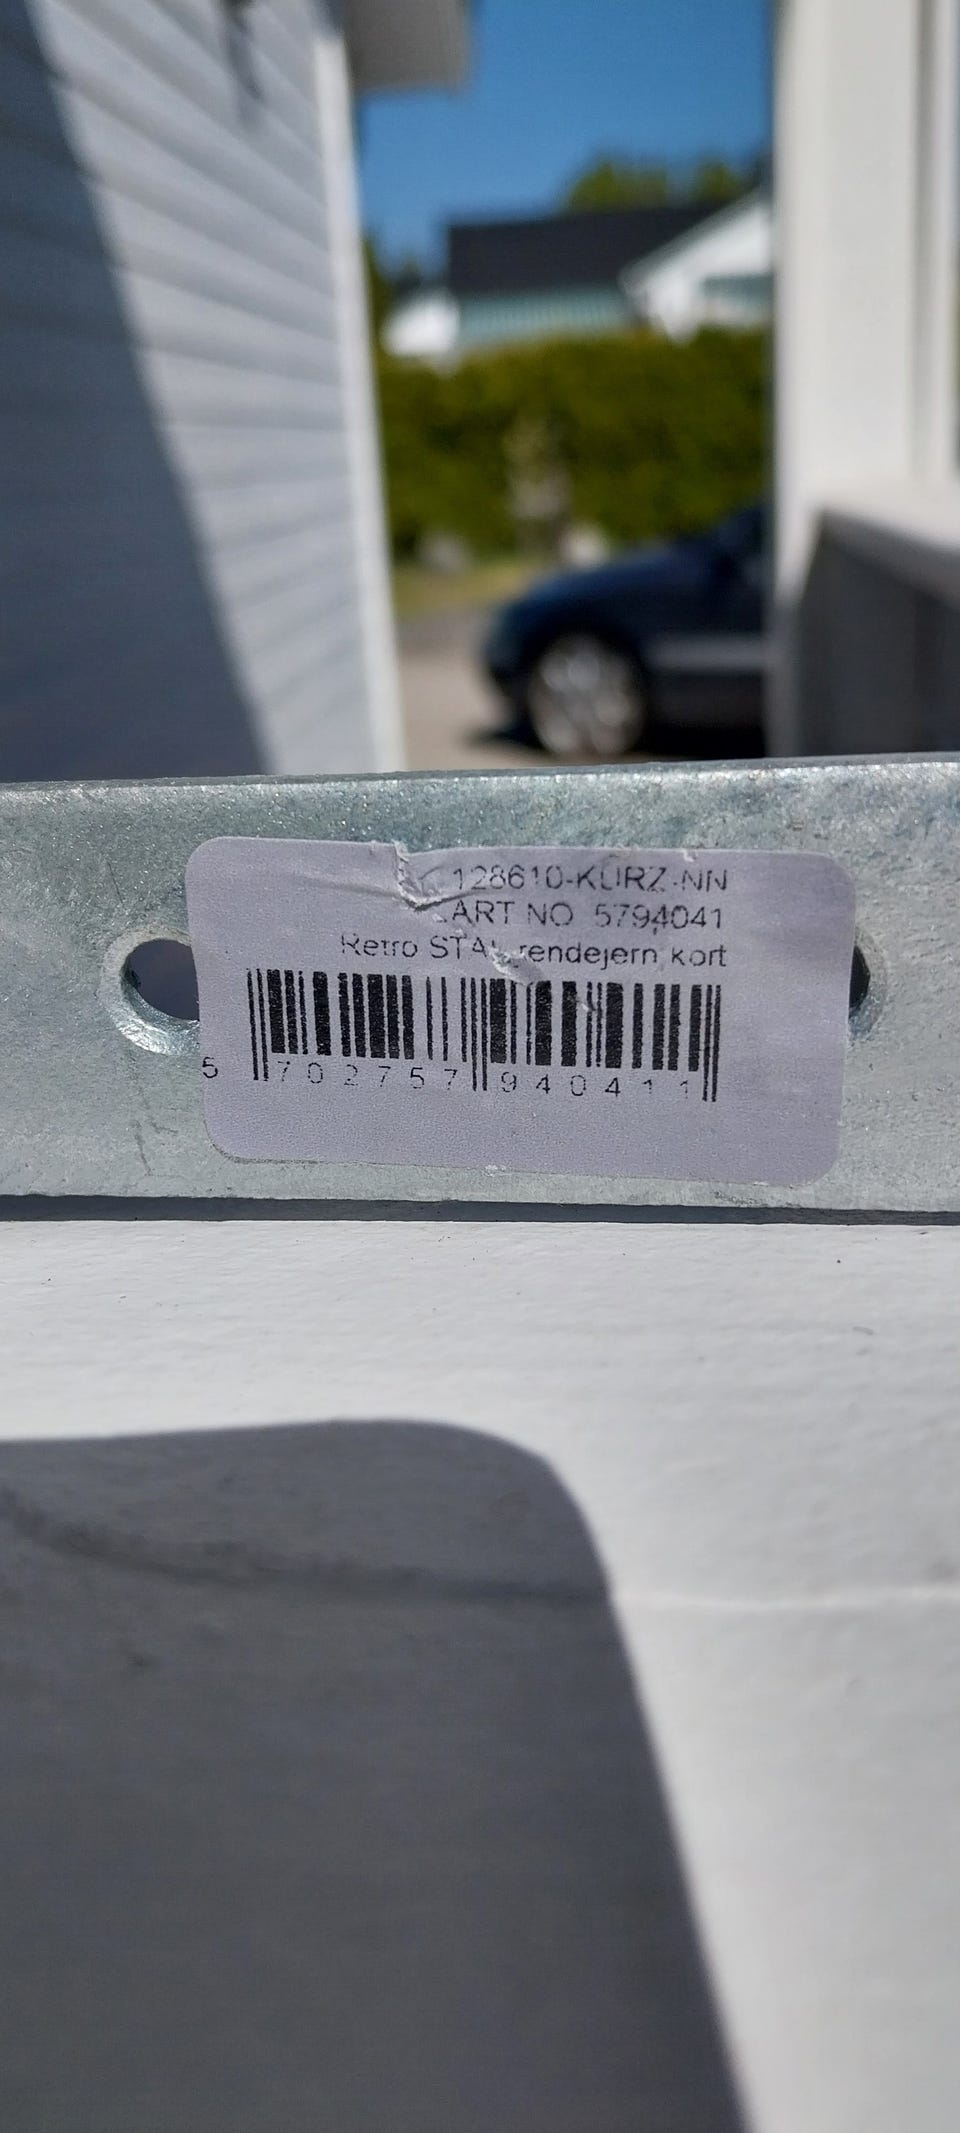 128610-KURZ-NN
ART NO 5794041
Retro rendejern kort
5 702757 940411